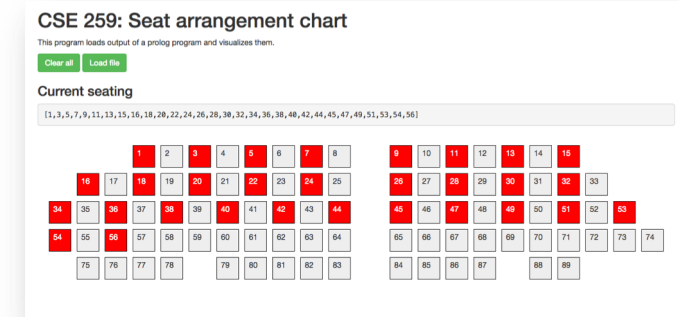 CSE 259: Seat arrangement chart
This program loads output of a prolog program and visualizes them.
Clear all Load file
Current seating
[1,3,5,7,9,11,13,15,16,18,20,22,24,26,28,30,32,34,36,38,40,42,44,45,47,49,51,53,54,56]
1 2 3 4 5 6 7 8 9 10 11 12 13 14 15
16 17 18 19 20 21 22 23 24 25 26 27 28 29 30 31 32 33
34 35 36 37 38 39 40 41 42 43 44 45 46 47 48 49 50 51 52 53
54 55 56 57 58 59 60 61 62 63 64 65 66 67 68 69 70 71 72 73 74
75 76 77 78 79 80 81 82 83 84 85 86 87 88 89